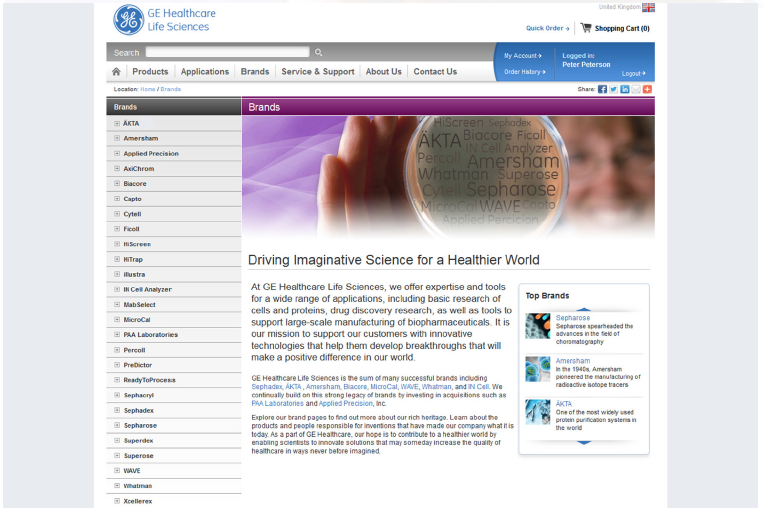 GE Healthcare
Life Sciences
United Kingdom
Quick Order
Shopping Cart (0)
Search
My Account
Order History
Logged in:
Peter Peterson
Logout
Products Applications Brands Service & Support About Us Contact Us
Location: Home / Brands
Share:
Brands
ÄKTA
Amersham
Applied Precision
AxiChrom
Biacore
Capto
Cytell
Ficoll
HiScreen
HiTrap
illustra
IN Cell Analyzer
MabSelect
MicroCal
PAA Laboratories
Percoll
PreDictor
ReadyToProcess
Sephacryl
Sephadex
Sepharose
Superdex
Superose
WAVE
Whatman
Xcellerex
Brands
HiScreen Sephadex
ÄKTA Biacore Ficoll
IN Cell Analyzer
Percoll Amersham
Whatman Superose
Cytell Sepharose
MicroCal WAVE Capto
Applied Percicion
Driving Imaginative Science for a Healthier World
At GE Healthcare Life Sciences, we offer expertise and tools
for a wide range of applications, including basic research of
cells and proteins, drug discovery research, as well as tools to
support large-scale manufacturing of biopharmaceuticals. It is
our mission to support our customers with innovative
technologies that help them develop breakthroughs that will
make a positive difference in our world.
GE Healthcare Life Sciences is the sum of many successful brands including
Sephadex, ÄKTA , Amersham, Biacore, MicroCal, WAVE, Whatman, and IN Cell. We
continually build on this strong legacy of brands by investing in acquisitions such as
PAA Laboratories and Applied Precision, Inc.
Explore our brand pages to find out more about our rich heritage. Learn about the
products and people responsible for inventions that have made our company what it is
today. As a part of GE Healthcare, our hope is to contribute to a healthier world by
enabling scientists to innovate solutions that may someday increase the quality of
healthcare in ways never before imagined.
Top Brands
Sepharose
Sepharose spearheaded the
advances in the field of
choromatography
Amersham
In the 1940s, Amersham
pioneered the manufacturing of
radioactive isotope tracers
ÄKTA
One of the most widely used
protein purification systems in
the world